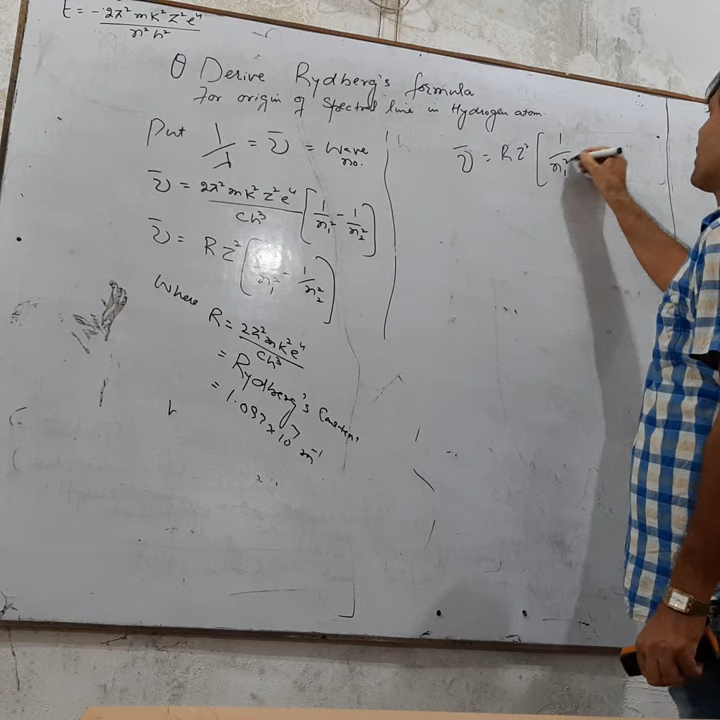 E = - 2π²mk²z²e⁴ / n²h²
Q Derive Rydberg's formula
For origin of Spectral line in Hydrogen atom.
Put 1/λ = ν̄ = wave no.
ν̄ = 2π²mk²z²e⁴ / Ch³ [1/n₁² - 1/n₂²]
ν̄ = Rz² [1/n₁² - 1/n₂²]
where
R = 2π²mk²e⁴ / Ch³
= Rydberg's
= 1.097 × 10⁷ m⁻¹
ν̄ = Rz² [1/n₁²